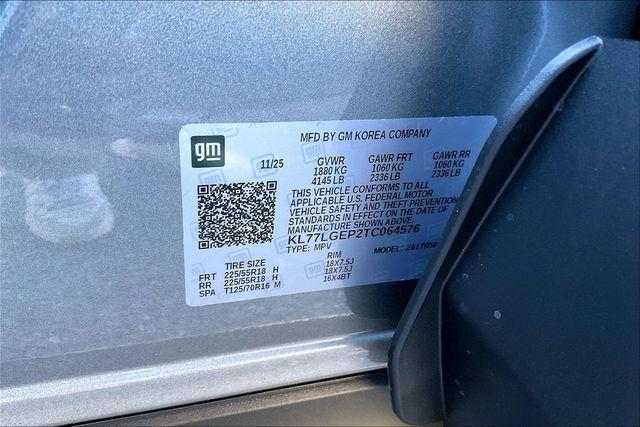 gm
MFD BY GM KOREA COMPANY
11/25 GVWR GAWR FRT GAWR RR
1880 KG 1060 KG 1060 KG
4145 LB 2336 LB 2336 LB
THIS VEHICLE CONFORMS TO ALL
APPLICABLE U.S. FEDERAL MOTOR
VEHICLE SAFETY AND THEFT PREVENTION
STANDARDS IN EFFECT ON THE DATE OF
MANUFACTURE SHOWN ABOVE.
KL77LGEP2TC064576
TYPE: MPV MODEL:
TIRE SIZE RIM
FRT 225/55R18 H 18X7.5J
RR 225/55R18 H 18X7.5J
SPA T125/70R16 M 16X4BT